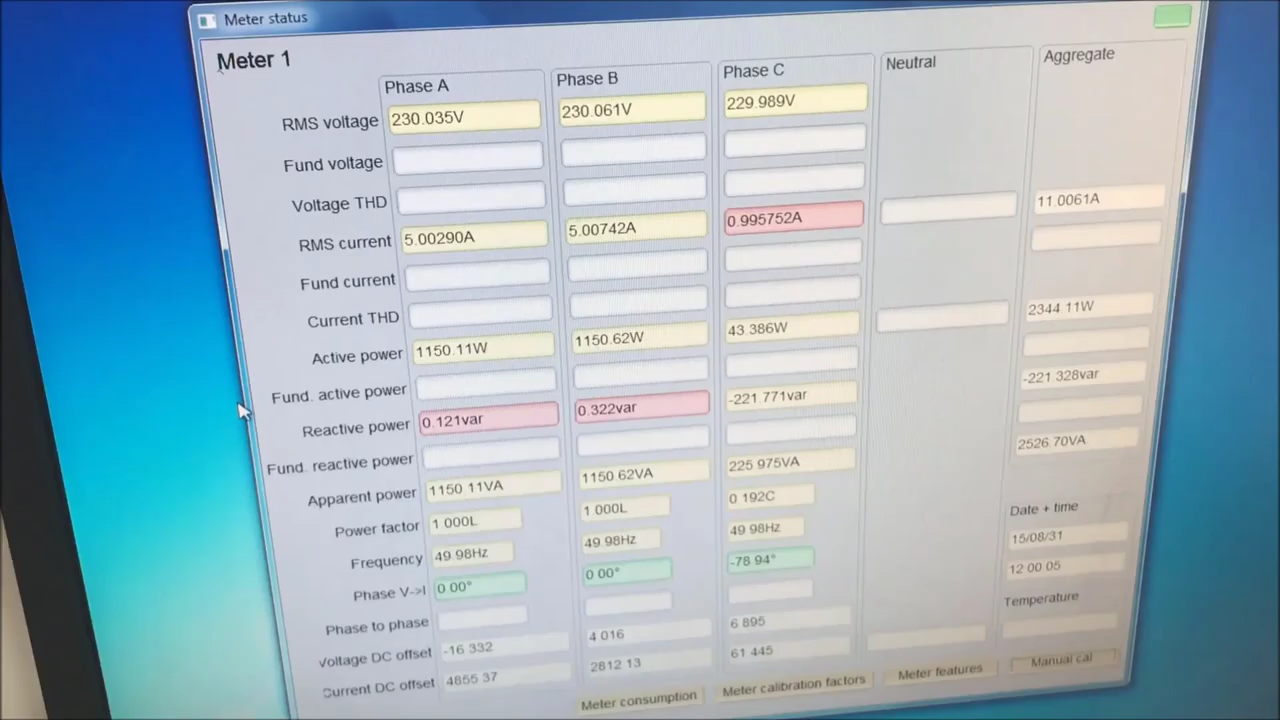 Meter status
Meter 1
Phase A Phase B Phase C Neutral Aggregate
RMS voltage 230.035V 230.061V 229.989V
Fund voltage
Voltage THD
RMS current 5.00290A 5.00742A 0.995752A 11.0061A
Fund current
Current THD
Active power 1150.11W 1150.62W 43.386W 2344.11W
Fund. active power
Reactive power 0.121var 0.322var -221.771var -221.328var
Fund. reactive power
Apparent power 1150.11VA 1150.62VA 225.975VA 2526.70VA
Power factor 1.000L 1.000L 0.192C
Date + time
Frequency 49.98Hz 49.98Hz 49.98Hz 15/08/31
Phase V->I 0.00° 0.00° -78.94° 12 00 05
Phase to phase
Temperature
Voltage DC offset -16.332 4.016 6.895
Current DC offset 4855.37 2812.13 61.445
Meter consumption Meter calibration factors Meter features Manual cal